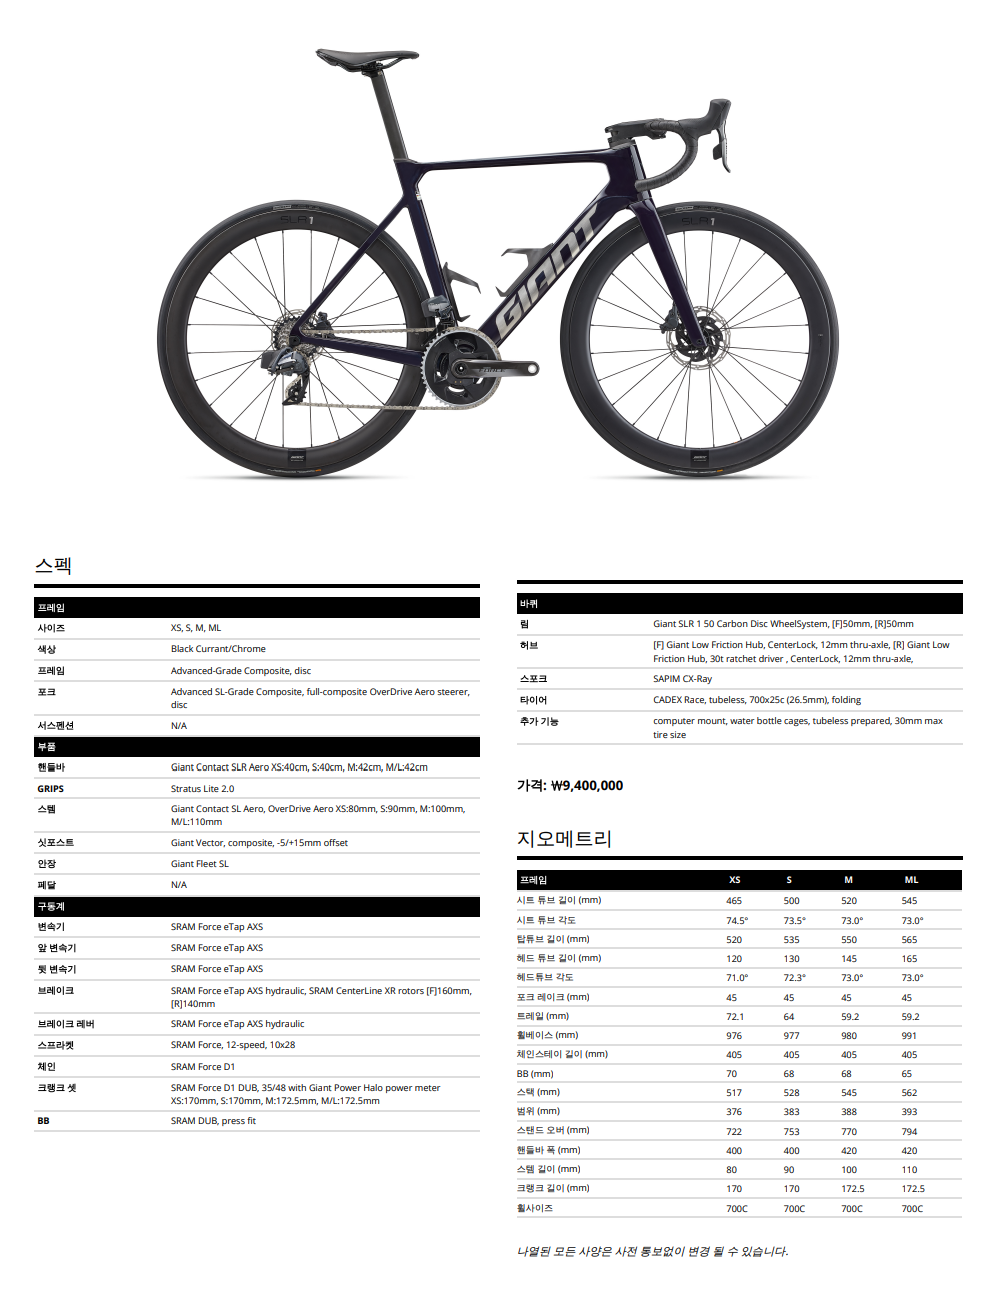 SLR1
SLR1
GIANT
FORCE
스펙
프레임
사이즈 XS, S, M, ML
색상 Black Currant/Chrome
프레임 Advanced-Grade Composite, disc
포크 Advanced SL-Grade Composite, full-composite OverDrive Aero steerer,
disc
서스펜션 N/A
부품
핸들바 Giant Contact SLR Aero XS:40cm, S:40cm, M:42cm, M/L:42cm
GRIPS Stratus Lite 2.0
스템 Giant Contact SL Aero, OverDrive Aero XS:80mm, S:90mm, M:100mm,
M/L:110mm
싯포스트 Giant Vector, composite, -5/+15mm offset
안장 Giant Fleet SL
페달 N/A
구동계
변속기 SRAM Force eTap AXS
앞 변속기 SRAM Force eTap AXS
뒷 변속기 SRAM Force eTap AXS
브레이크 SRAM Force eTap AXS hydraulic, SRAM CenterLine XR rotors [F]160mm,
[R]140mm
브레이크 레버 SRAM Force eTap AXS hydraulic
스프라켓 SRAM Force, 12-speed, 10x28
체인 SRAM Force D1
크랭크 셋 SRAM Force D1 DUB, 35/48 with Giant Power Halo power meter
XS:170mm, S:170mm, M:172.5mm, M/L:172.5mm
BB SRAM DUB, press fit
바퀴
림 Giant SLR 1 50 Carbon Disc WheelSystem, [F]50mm, [R]50mm
허브 [F] Giant Low Friction Hub, CenterLock, 12mm thru-axle, [R] Giant Low
Friction Hub, 30t ratchet driver , CenterLock, 12mm thru-axle,
스포크 SAPIM CX-Ray
타이어 CADEX Race, tubeless, 700x25c (26.5mm), folding
추가 기능 computer mount, water bottle cages, tubeless prepared, 30mm max
tire size
가격: ₩9,400,000
지오메트리
프레임 XS S M ML
시트 튜브 길이 (mm) 465 500 520 545
시트 튜브 각도 74.5° 73.5° 73.0° 73.0°
탑튜브 길이 (mm) 520 535 550 565
헤드 튜브 길이 (mm) 120 130 145 165
헤드튜브 각도 71.0° 72.3° 73.0° 73.0°
포크 레이크 (mm) 45 45 45 45
트레일 (mm) 72.1 64 59.2 59.2
휠베이스 (mm) 976 977 980 991
체인스테이 길이 (mm) 405 405 405 405
BB (mm) 70 68 68 65
스택 (mm) 517 528 545 562
범위 (mm) 376 383 388 393
스탠드 오버 (mm) 722 753 770 794
핸들바 폭 (mm) 400 400 420 420
스템 길이 (mm) 80 90 100 110
크랭크 길이 (mm) 170 170 172.5 172.5
휠사이즈 700C 700C 700C 700C
나열된 모든 사양은 사전 통보없이 변경 될 수 있습니다.